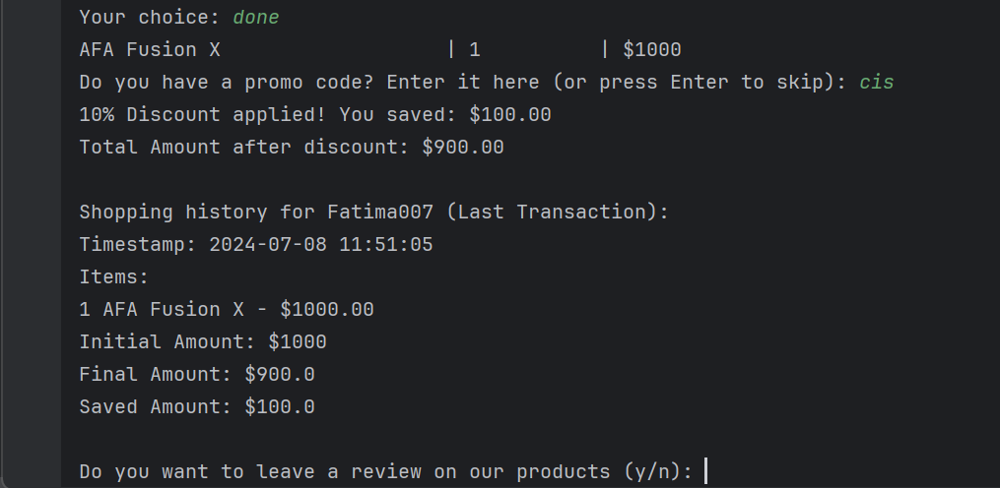 Your choice: done
AFA Fusion X | 1 | $1000
Do you have a promo code? Enter it here (or press Enter to skip): cis
10% Discount applied! You saved: $100.00
Total Amount after discount: $900.00
Shopping history for Fatima007 (Last Transaction):
Timestamp: 2024-07-08 11:51:05
Items:
1 AFA Fusion X - $1000.00
Initial Amount: $1000
Final Amount: $900.0
Saved Amount: $100.0
Do you want to leave a review on our products (y/n):